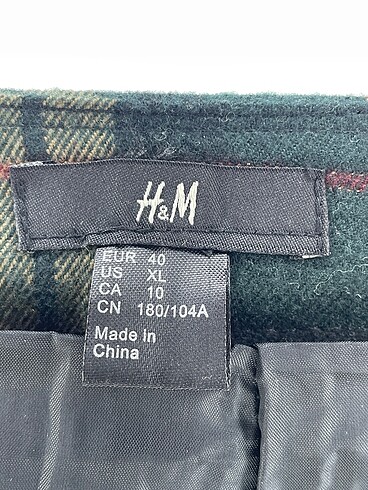 H&M
EUR 40
US XL
CA 10
CN 180/104A
Made in
China